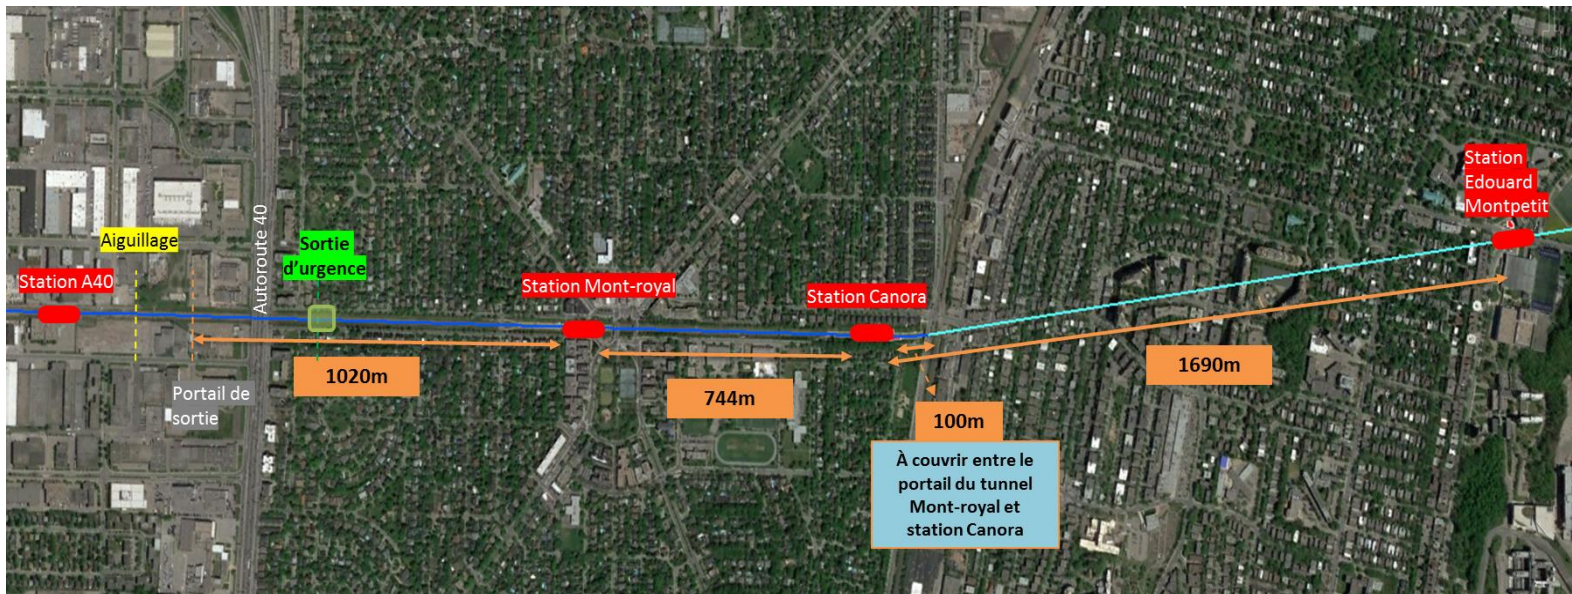 Station
Edouard
Montpetit
Autoroute 40
Aiguillage
Sortie
d’urgence
Station A40
Station Mont-royal
Station Canora
1020m
744m
1690m
Portail de
sortie
100m
À couvrir entre le
portail du tunnel
Mont-royal et
station Canora